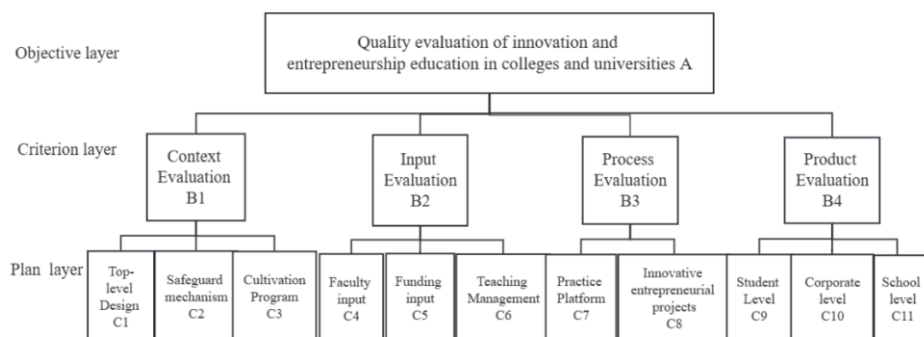 Objective layer
Quality evaluation of innovation and
entrepreneurship education in colleges and universities A
Criterion layer
Context
Evaluation
B1
Input
Evaluation
B2
Process
Evaluation
B3
Product
Evaluation
B4
Plan layer
Top-
level
Design
C1
Safeguard
mechanism
C2
Cultivation
Program
C3
Faculty
input
C4
Funding
input
C5
Teaching
Management
C6
Practice
Platform
C7
Innovative
entrepreneurial
projects
C8
Student
Level
C9
Corporate
level
C10
School
level
C11